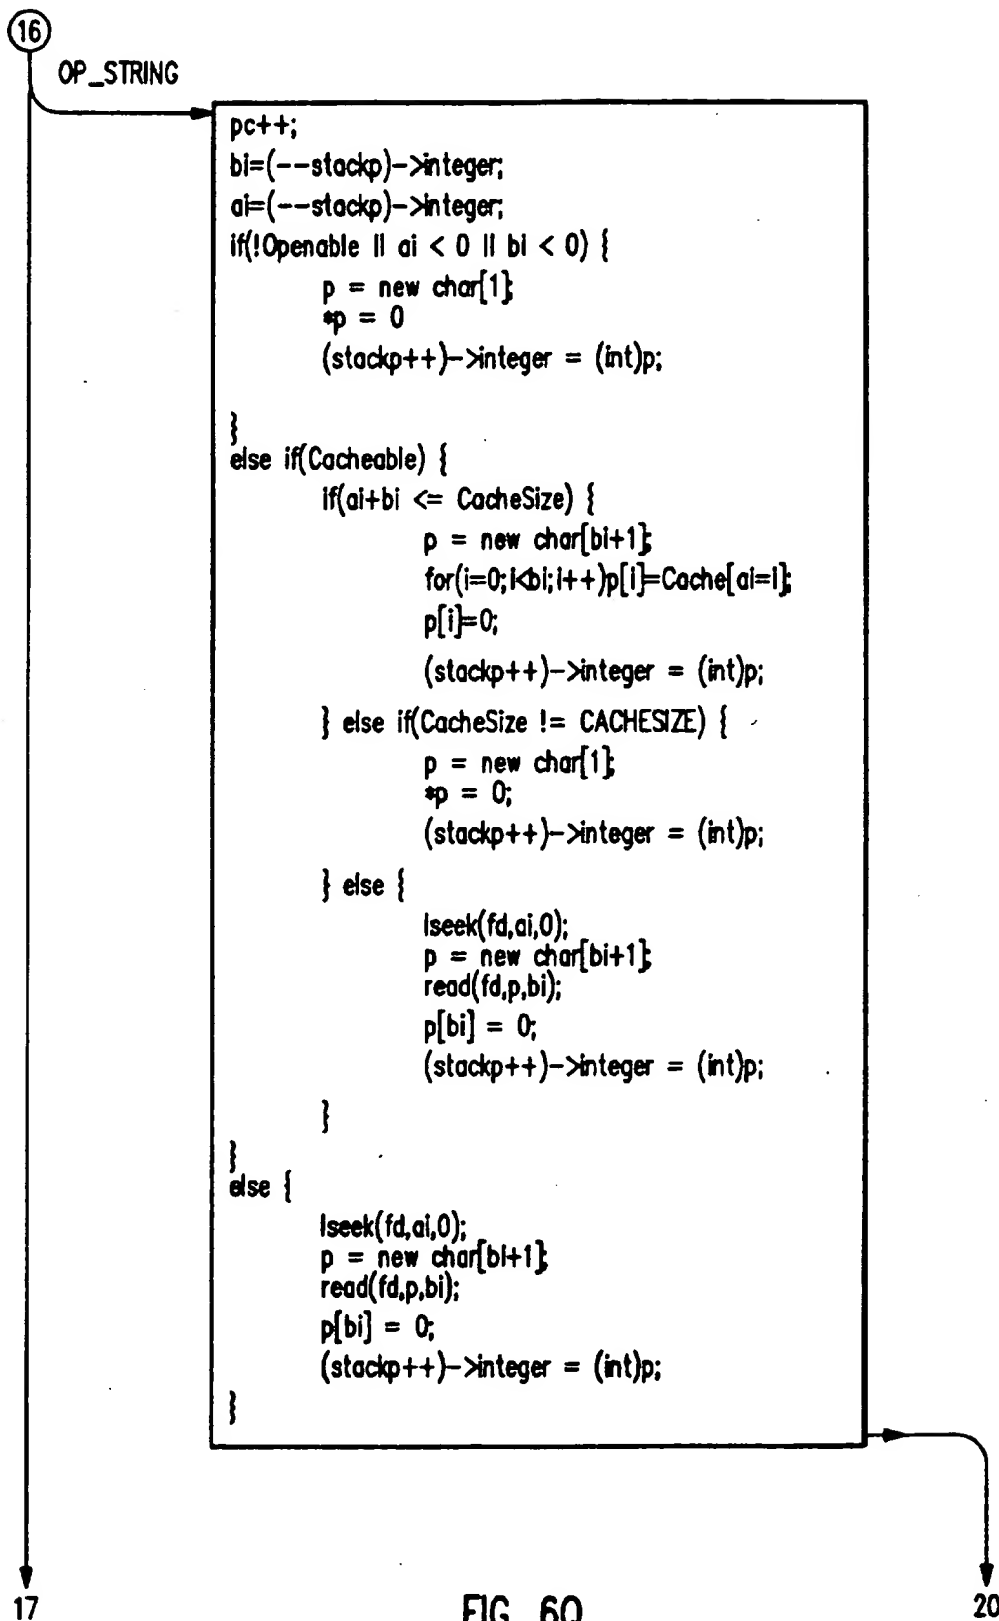 16
OP_STRING
pc++;
bi=(--stackp)->integer;
ai=(--stackp)->integer;
if(!Openable || ai < 0 || bi < 0) {
p = new char[1];
*p = 0
(stackp++)->integer = (int)p;
}
else if(Cacheable) {
if(ai+bi <= CacheSize) {
p = new char[bi+1];
for(i=0;i<bi;i++)p[i]=Cache[ai=i];
p[i]=0;
(stackp++)->integer = (int)p;
} else if(CacheSize != CACHESIZE) {
p = new char[1];
*p = 0;
(stackp++)->integer = (int)p;
} else {
lseek(fd,ai,0);
p = new char[bi+1];
read(fd,p,bi);
p[bi] = 0;
(stackp++)->integer = (int)p;
}
}
else {
lseek(fd,ai,0);
p = new char[bi+1];
read(fd,p,bi);
p[bi] = 0;
(stackp++)->integer = (int)p;
}
17
FIG. 60
20